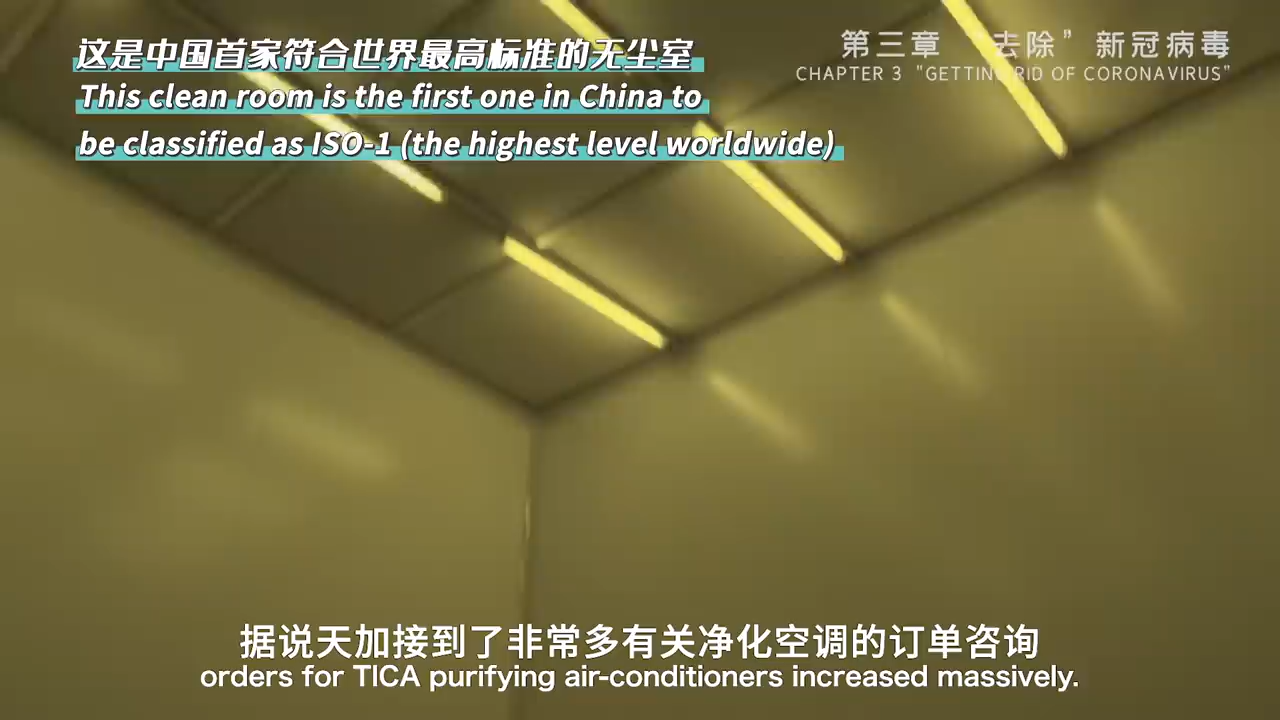 这是中国首家符合世界最高标准的无尘室
This clean room is the first one in China to
be classified as ISO-1 (the highest level worldwide)
第三章 “去除”新冠病毒
CHAPTER 3 "GETTING RID OF CORONAVIRUS"
据说天加接到了非常多有关净化空调的订单咨询
orders for TICA purifying air-conditioners increased massively.